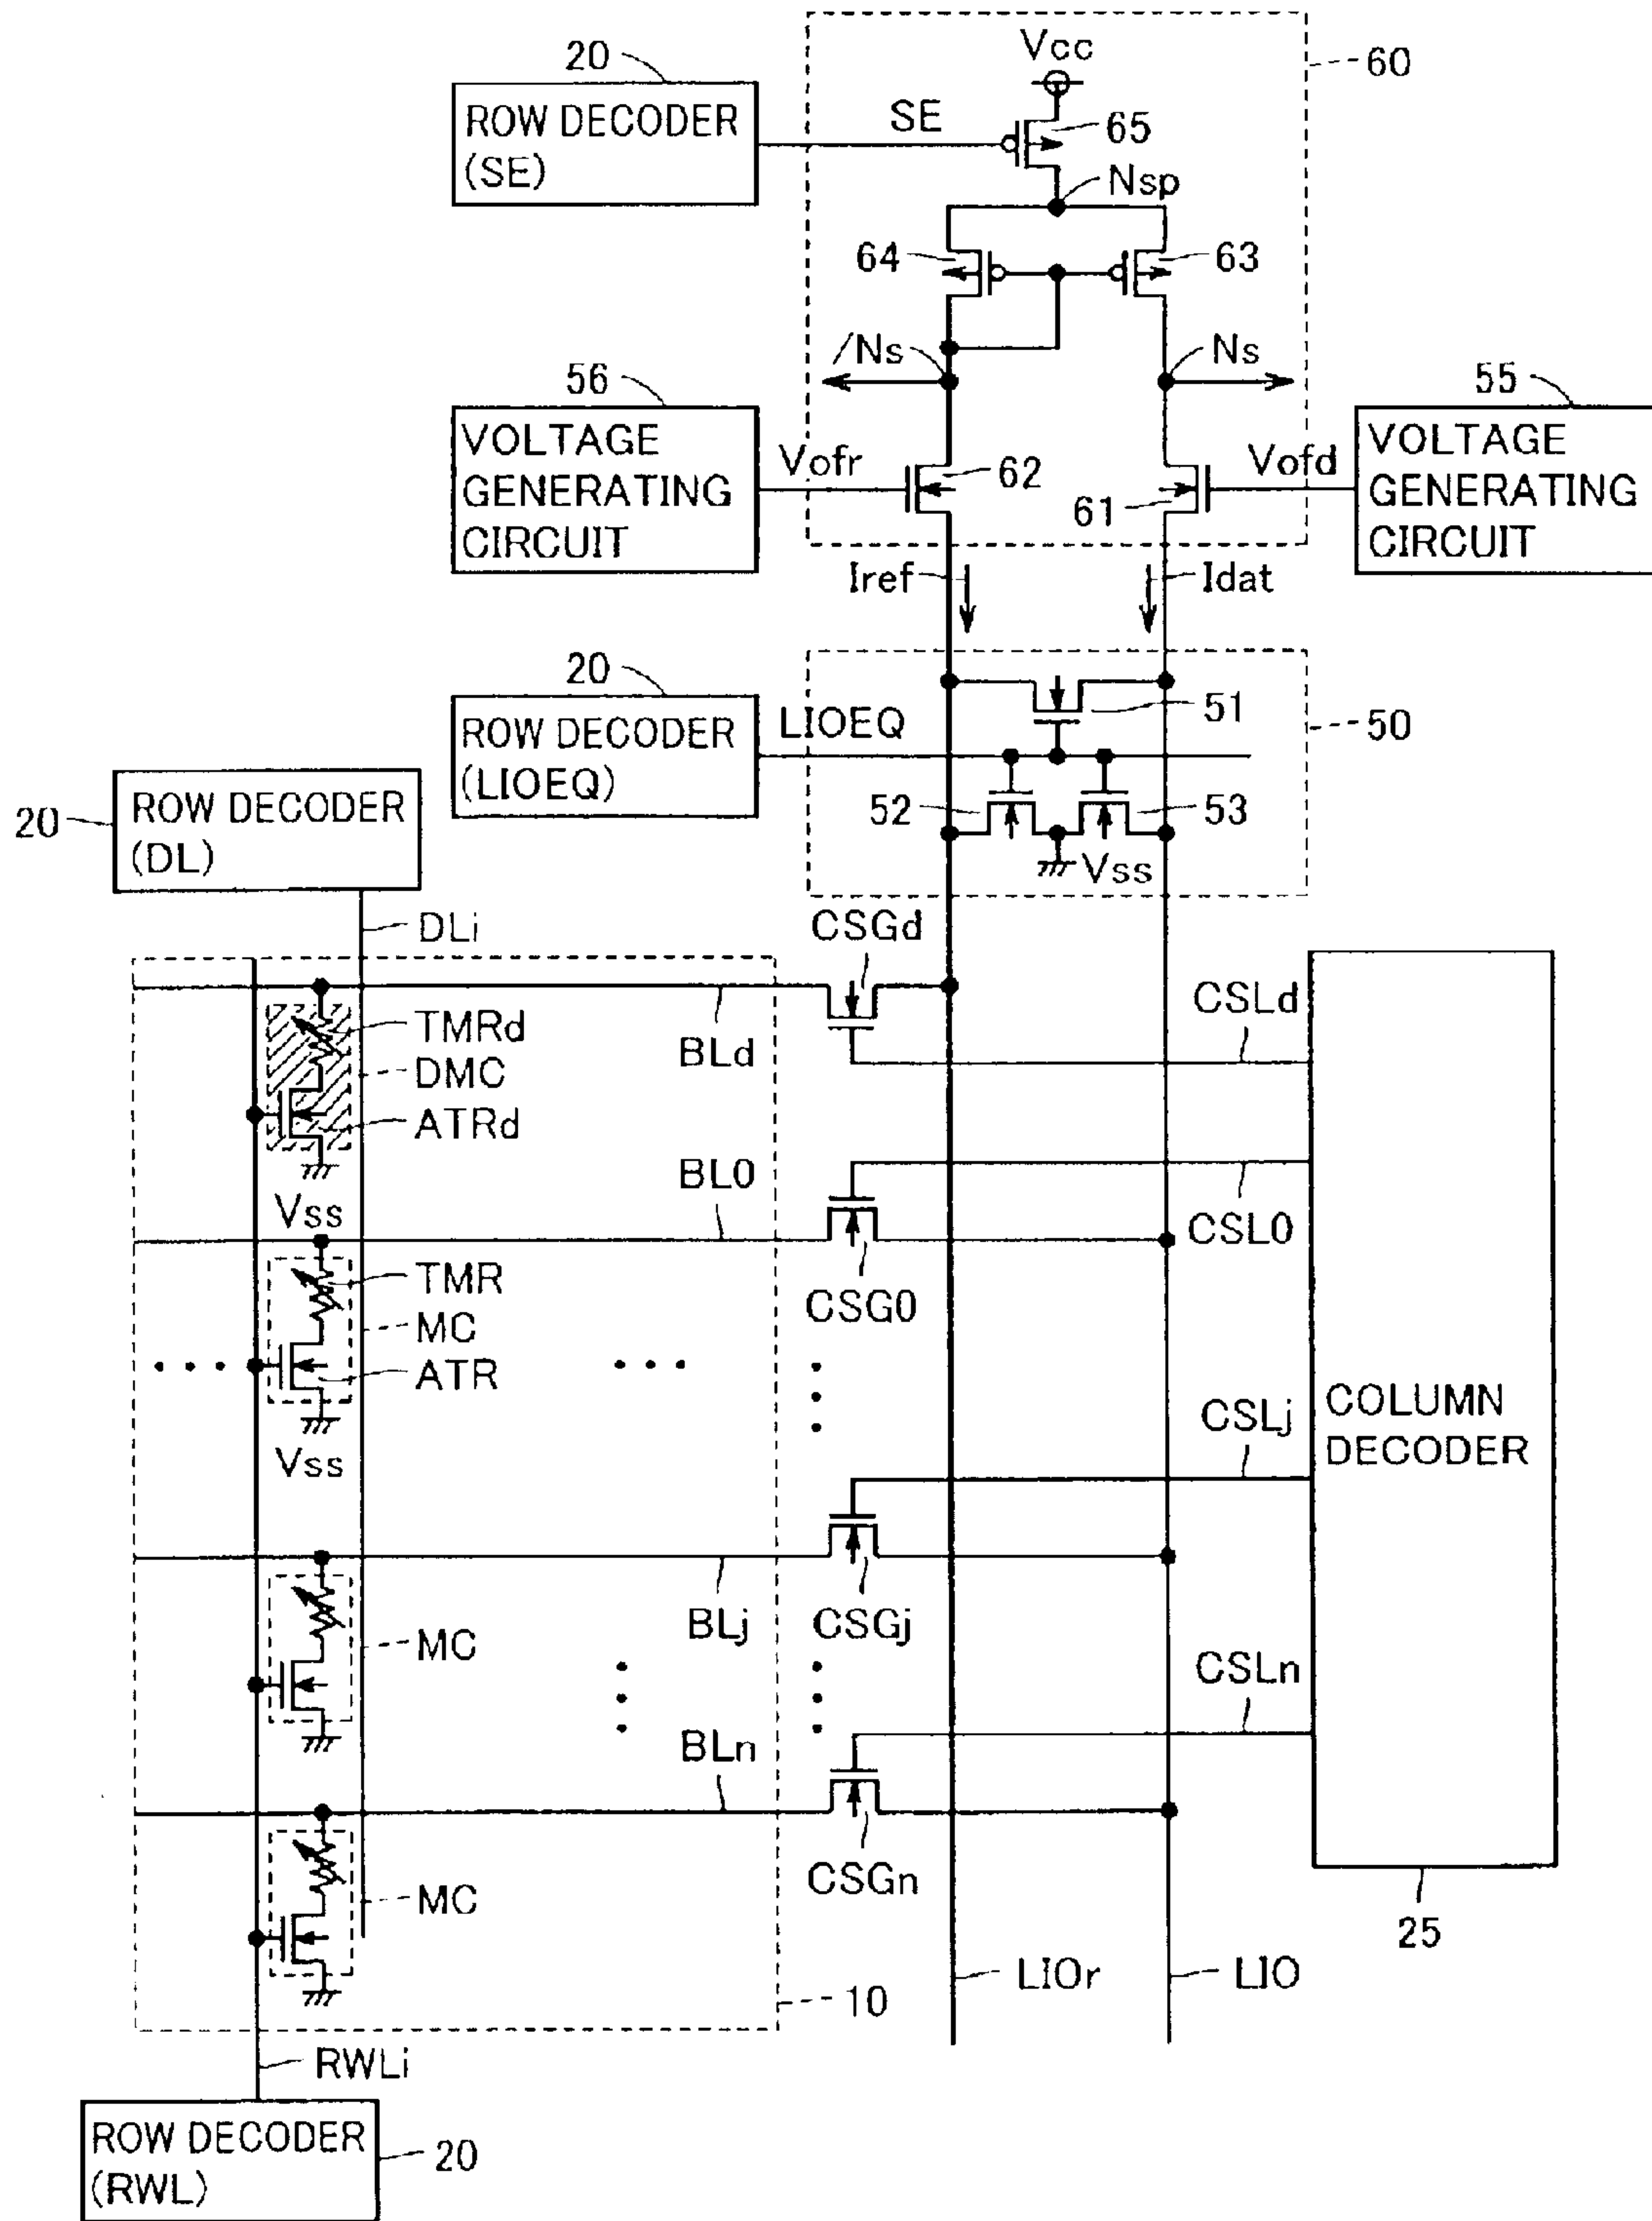 Vcc
60
20
ROW DECODER
(SE)
SE
65
Nsp
64
63
/Ns
Ns
56
VOLTAGE
GENERATING
CIRCUIT
Vofr
62
61
Vofd
55
VOLTAGE
GENERATING
CIRCUIT
Iref
Idat
20
ROW DECODER
(LIOEQ)
LIOEQ
51
50
52
53
Vss
20
ROW DECODER
(DL)
DLi
CSGd
CSLd
TMRd
DMC
ATRd
BLd
Vss
BL0
CSL0
TMR
MC
ATR
CSG0
Vss
CSLj
COLUMN
DECODER
BLj
CSGj
MC
CSLn
BLn
CSGn
MC
25
LIOr
LIO
10
RWLi
ROW DECODER
(RWL)
20